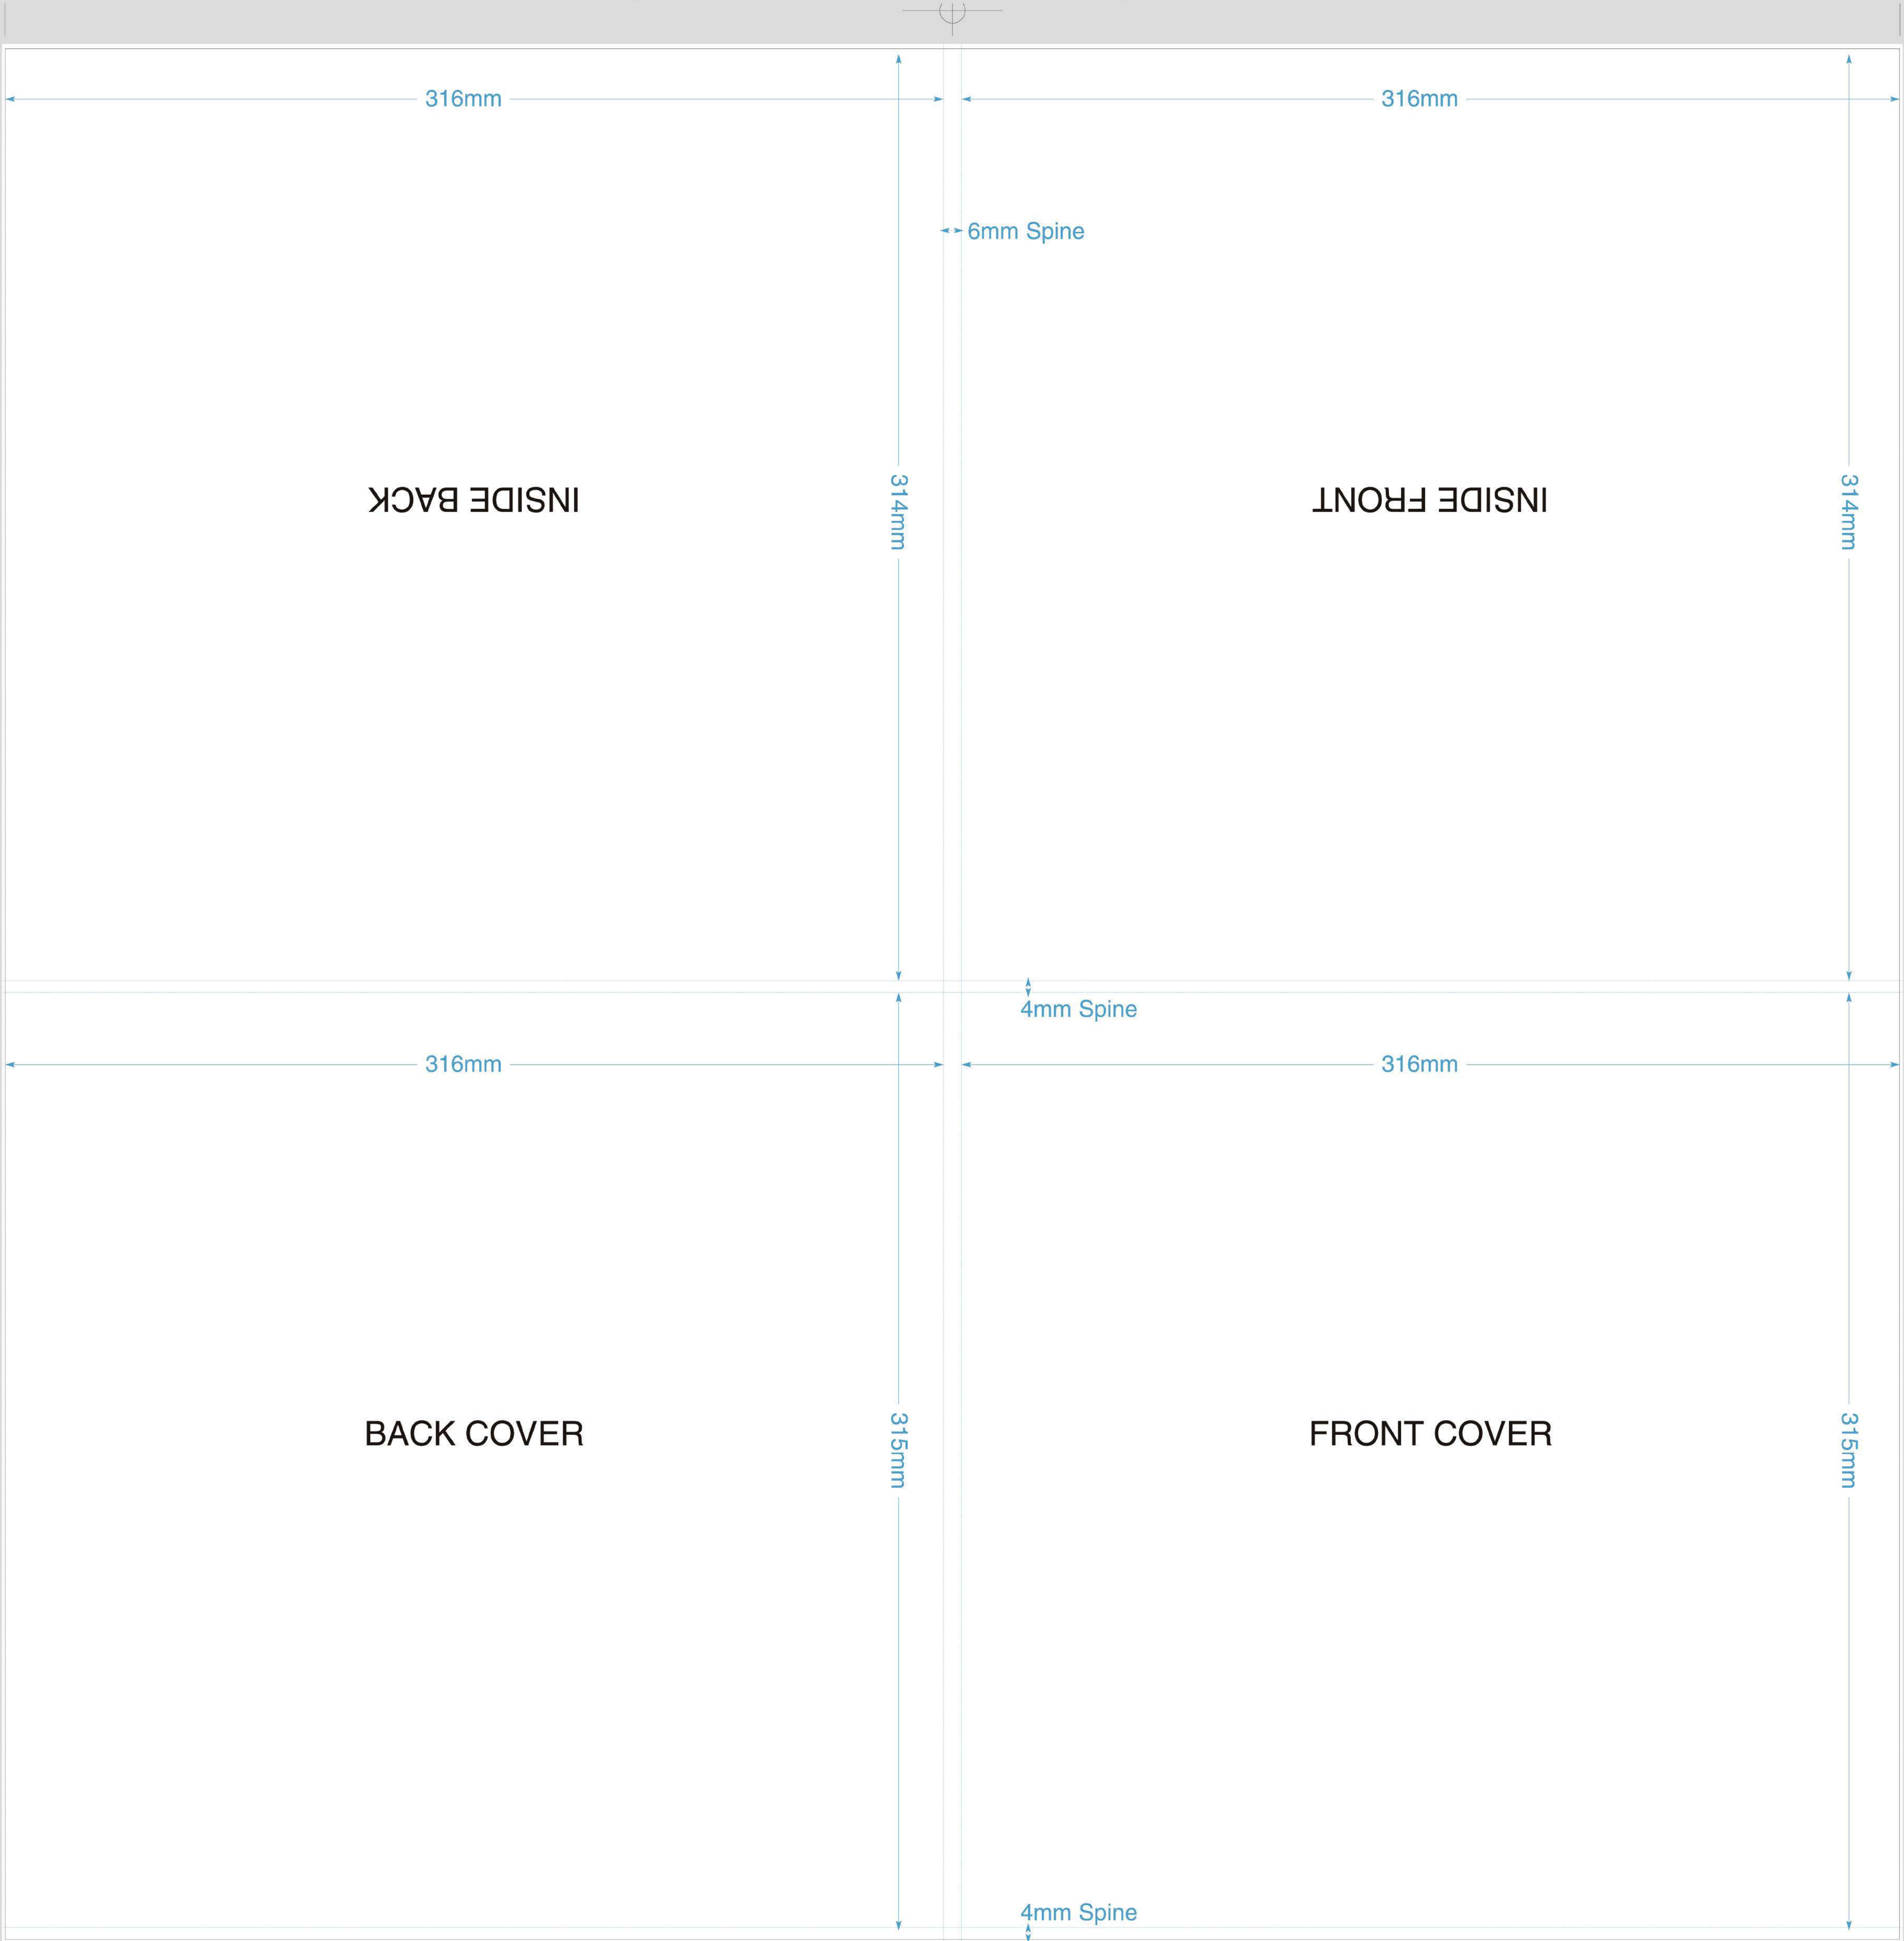 316mm
316mm
6mm Spine
INSIDE BACK
314mm
INSIDE FRONT
314mm
4mm Spine
316mm
316mm
BACK COVER
315mm
FRONT COVER
315mm
4mm Spine